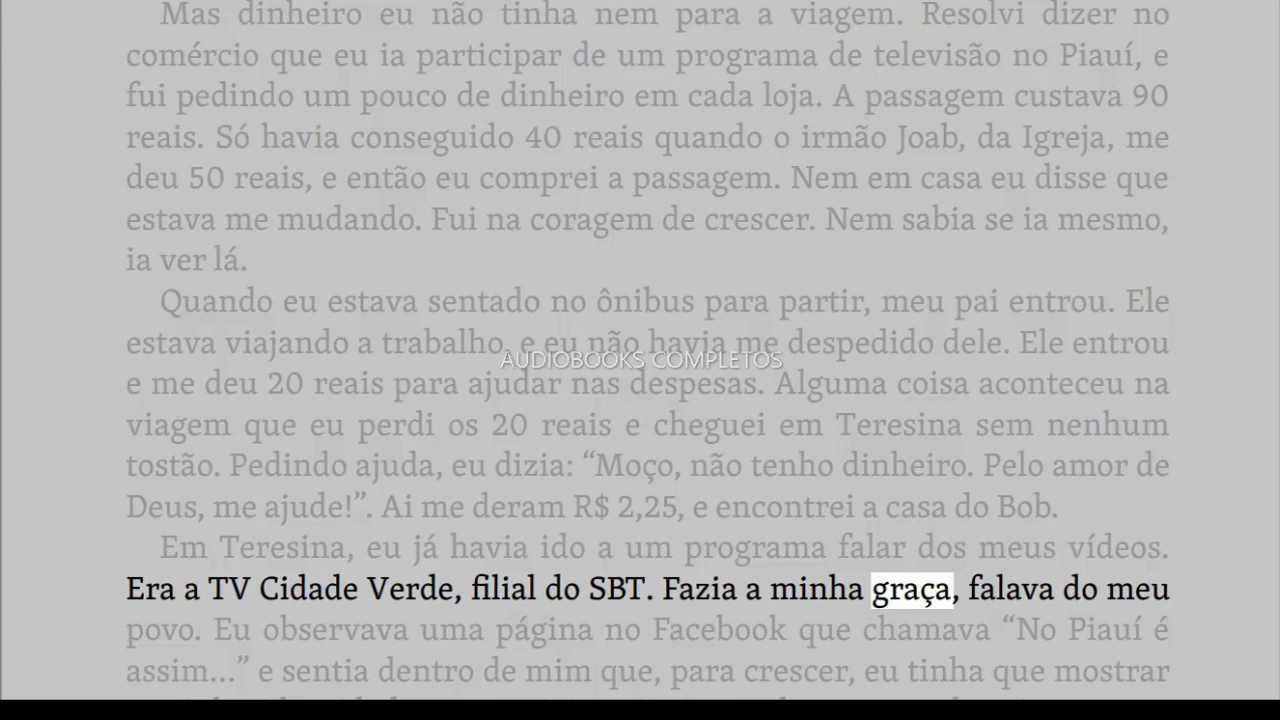 Mas dinheiro eu não tinha nem para a viagem. Resolvi dizer no
comércio que eu ia participar de um programa de televisão no Piauí, e
fui pedindo um pouco de dinheiro em cada loja. A passagem custava 90
reais. Só havia conseguido 40 reais quando o irmão Joab, da Igreja, me
deu 50 reais, e então eu comprei a passagem. Nem em casa eu disse que
estava me mudando. Fui na coragem de crescer. Nem sabia se ia mesmo,
ia ver lá.
Quando eu estava sentado no ônibus para partir, meu pai entrou. Ele
estava viajando a trabalho, e eu não havia me despedido dele. Ele entrou
AUDIOBOOKS COMPLETOS
e me deu 20 reais para ajudar nas despesas. Alguma coisa aconteceu na
viagem que eu perdi os 20 reais e cheguei em Teresina sem nenhum
tostão. Pedindo ajuda, eu dizia: “Moço, não tenho dinheiro. Pelo amor de
Deus, me ajude!”. Ai me deram R$ 2,25, e encontrei a casa do Bob.
Em Teresina, eu já havia ido a um programa falar dos meus vídeos.
Era a TV Cidade Verde, filial do SBT. Fazia a minha graça, falava do meu
povo. Eu observava uma página no Facebook que chamava “No Piauí é
assim...” e sentia dentro de mim que, para crescer, eu tinha que mostrar